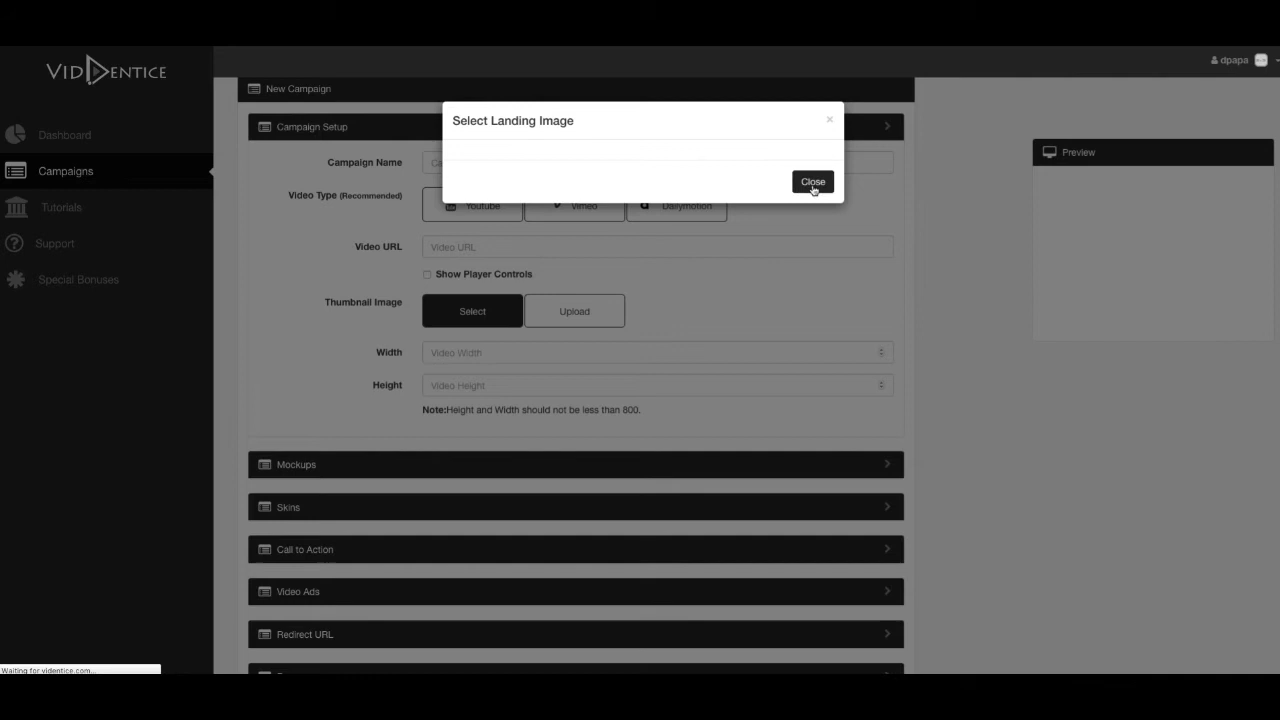 VIDENTICE
dpapa
New Campaign
Select Landing Image
×
Close
Campaign Setup
Dashboard
Campaigns
Tutorials
Support
Special Bonuses
Preview
Campaign Name
Video Type (Recommended)
Youtube
Vimeo
Dailymotion
Video URL
Video URL
Show Player Controls
Thumbnail Image
Select
Upload
Width
Video Width
Height
Video Height
Note:Height and Width should not be less than 800.
Mockups
Skins
Call to Action
Video Ads
Redirect URL
Waiting for videntice.com...